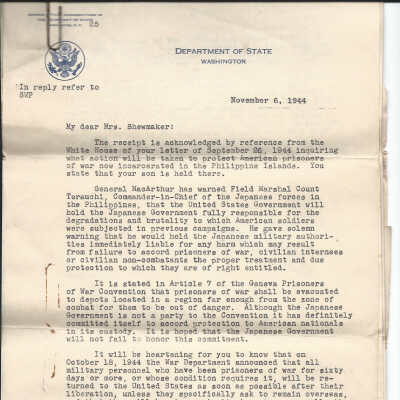 DEPARTMENT OF STATE
WASHINGTON
In reply refer to
SWP
November 6, 1944
My dear Mrs. Shewmaker:
The receipt is acknowledged by reference from the
White House of your letter of September 26, 1944 inquiring
what action will be taken to protect American prisoners
of war now incarcerated in the Philippine Islands. You
state that your son is held there.
General MacArthur has warned Field Marshal Count
Terauchi, Commander-in-Chief of the Japanese forces in
the Philippines, that the United States Government will
hold the Japanese Government fully responsible for the
degradations and brutality to which American soldiers
were subjected in previous campaigns. He gave solemn
warning that he would hold the Japanese military authori-
ties immediately liable for any harm which may result
from failure to accord prisoners of war, civilian internees
or civilian non-combatants the proper treatment and due
protection to which they are of right entitled.
It is stated in Article 7 of the Geneva Prisoners
of War Convention that prisoners of war shall be evacuated
to depots located in a region far enough from the zone of
combat for them to be out of danger. Although the Japanese
Government is not a party to the Convention it has definitely
committed itself to accord protection to American nationals
in its custody. It is hoped that the Japanese Government
will not fail to honor this commitment.
It will be heartening for you to know that on
October 18, 1944 the War Department announced that all
military personnel who have been prisoners of war for sixty
days or more, or whose condition requires it, will be re-
turned to the United States as soon as possible after their
liberation, unless they specifically ask to remain overseas,